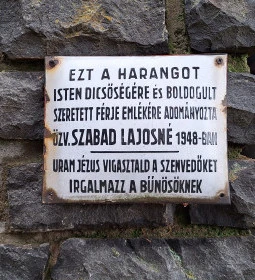 EZT A HARANGOT
ISTEN DICSŐSÉGÉRE és BOLDOGULT
SZERETETT FÉRJE EMLÉKÉRE ADOMÁNYOZTA
ÖZV. SZABAD LAJOSNÉ 1948-BAN
URAM JÉZUS VIGASZTALD A SZENVEDŐKET
IRGALMAZZ A BŰNÖSÖKNEK